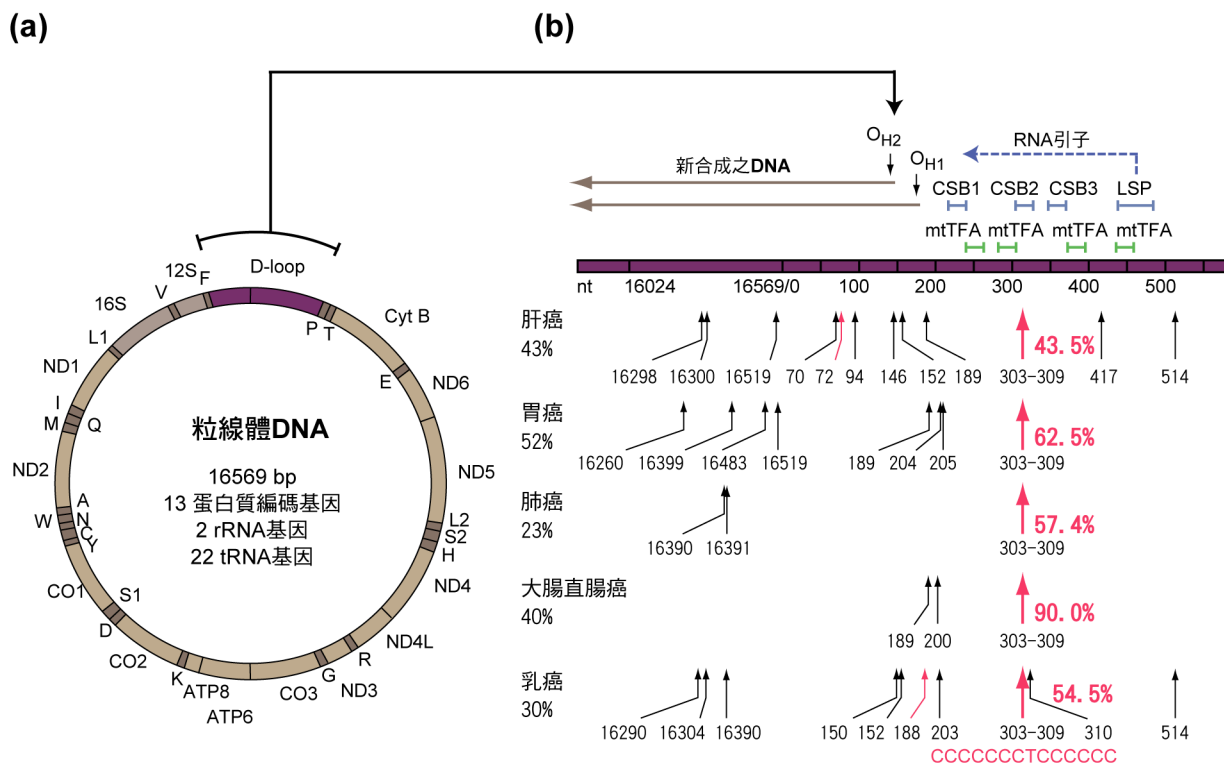 (a)
(b)
OH2
OH1
RNA引子
新合成之DNA
CSB1 CSB2 CSB3 LSP
mtTFA mtTFA mtTFA mtTFA
nt 16024 16569/0 100 200 300 400 500
D-loop
12S F
V
16S
L1
ND1
I
M Q
ND2
A
W N
C
Y
CO1
S1
D
CO2
K
ATP8
ATP6
CO3
G
ND3
R
ND4L
ND4
H
S2
L2
ND5
ND6
E
Cyt B
P T
粒線體DNA
16569 bp
13 蛋白質編碼基因
2 rRNA基因
22 tRNA基因
肝癌
43%
43.5%
16298 16300 16519 70 72 94 146 152 189 303-309 417 514
胃癌
52%
62.5%
16260 16399 16483 16519 189 204 205 303-309
肺癌
23%
57.4%
16390 16391 303-309
大腸直腸癌
40%
90.0%
189 200 303-309
乳癌
30%
54.5%
16290 16304 16390 150 152 188 203 303-309 310 514
CCCCCCCTCCCCCC